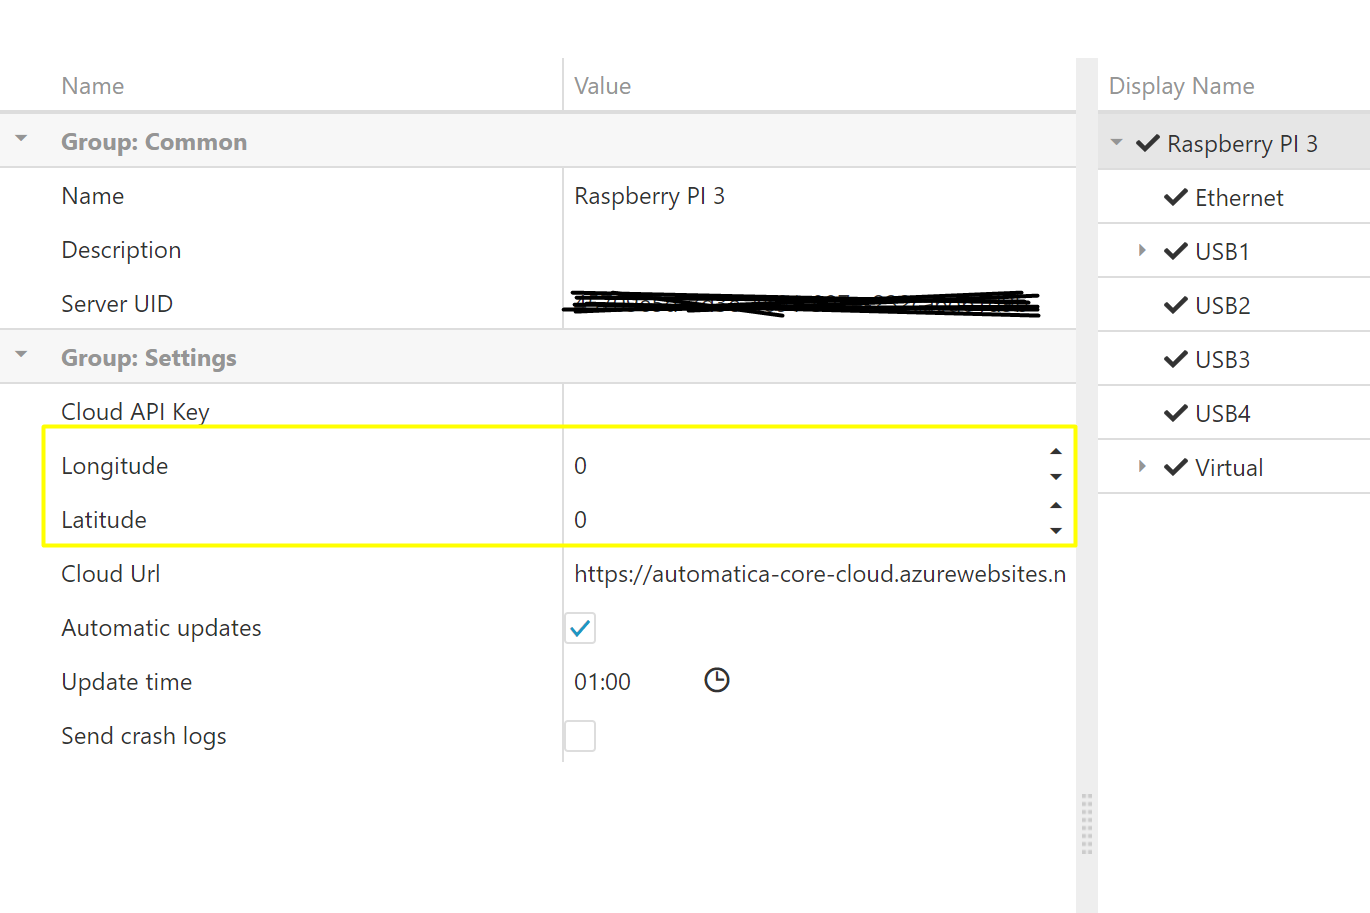 Name Value
Group: Common
Name Raspberry PI 3
Description
Server UID
Group: Settings
Cloud API Key
Longitude 0
Latitude 0
Cloud Url https://automatica-core-cloud.azurewebsites.n
Automatic updates
Update time 01:00
Send crash logs
Display Name
Raspberry PI 3
Ethernet
USB1
USB2
USB3
USB4
Virtual